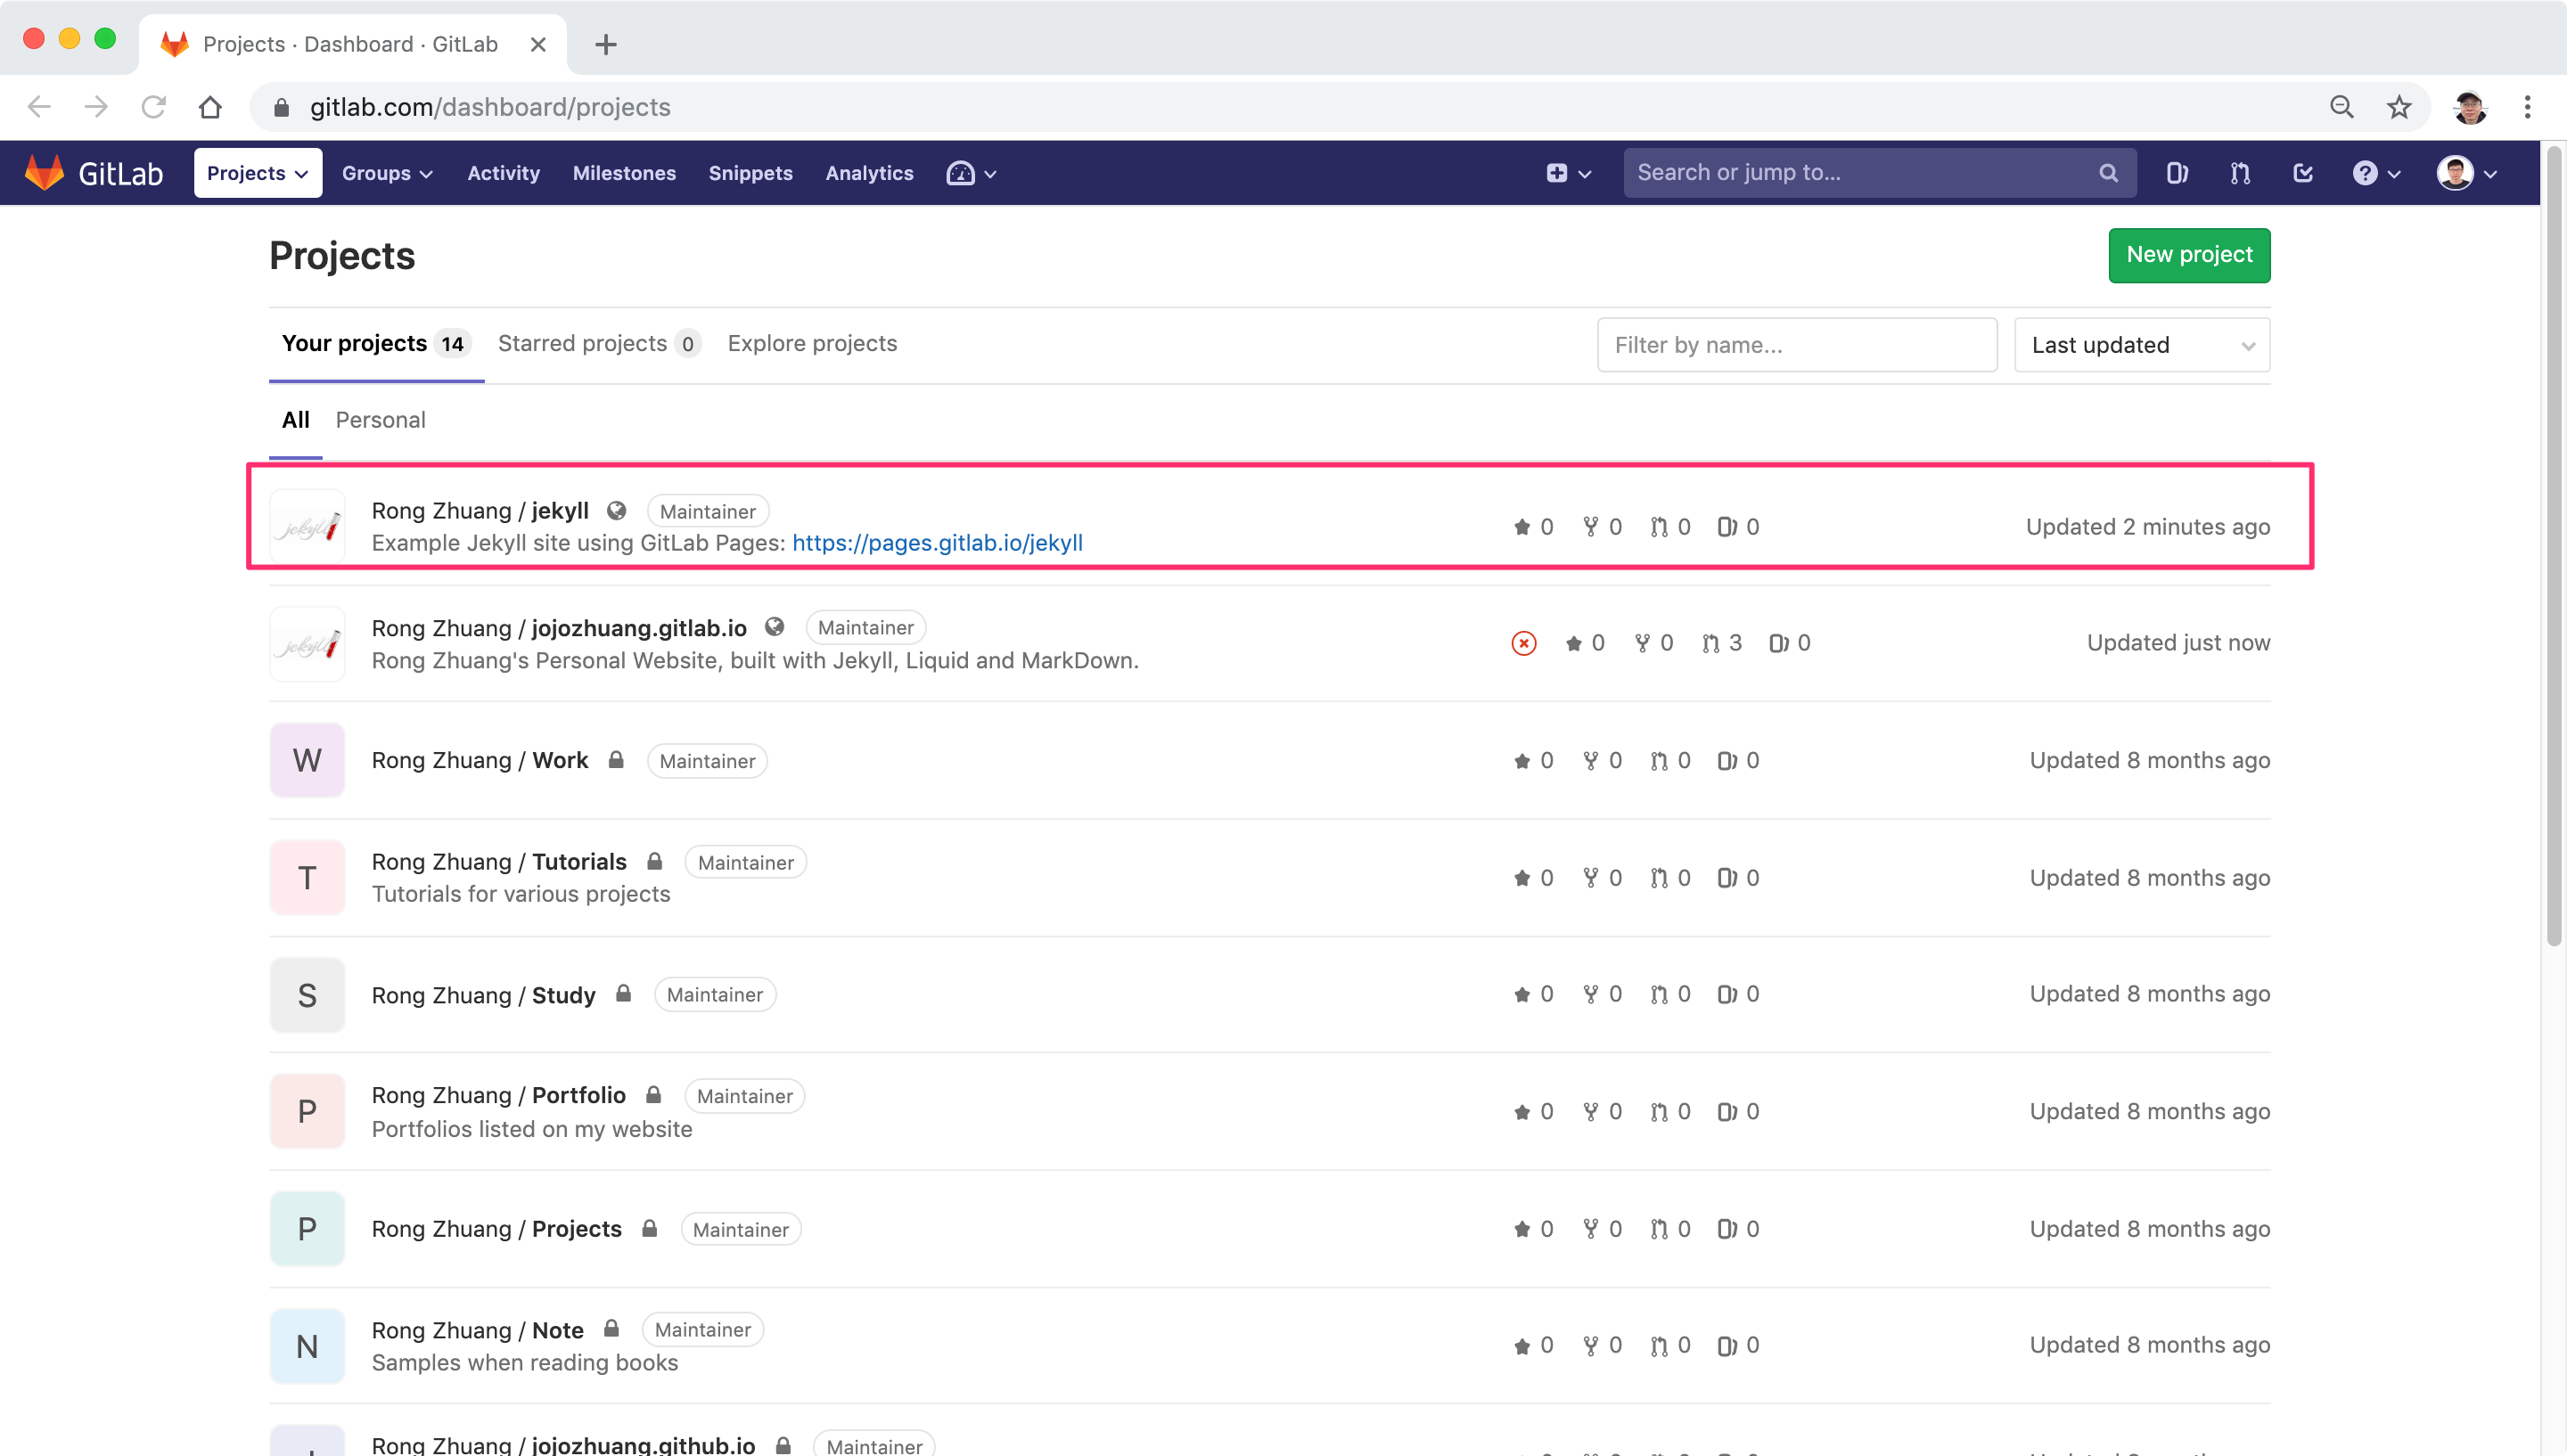 Projects · Dashboard · GitLab
gitlab.com/dashboard/projects
GitLab Projects Groups Activity Milestones Snippets Analytics Search or jump to...
Projects New project
Your projects 14 Starred projects 0 Explore projects Filter by name... Last updated
All Personal
jekyll
Rong Zhuang / jekyll Maintainer
Example Jekyll site using GitLab Pages: https://pages.gitlab.io/jekyll
0 0 0 0 Updated 2 minutes ago
jekyll
Rong Zhuang / jojozhuang.gitlab.io Maintainer
Rong Zhuang's Personal Website, built with Jekyll, Liquid and MarkDown.
0 0 3 0 Updated just now
W Rong Zhuang / Work Maintainer 0 0 0 0 Updated 8 months ago
T Rong Zhuang / Tutorials Maintainer
Tutorials for various projects
0 0 0 0 Updated 8 months ago
S Rong Zhuang / Study Maintainer 0 0 0 0 Updated 8 months ago
P Rong Zhuang / Portfolio Maintainer
Portfolios listed on my website
0 0 0 0 Updated 8 months ago
P Rong Zhuang / Projects Maintainer 0 0 0 0 Updated 8 months ago
N Rong Zhuang / Note Maintainer
Samples when reading books
0 0 0 0 Updated 8 months ago
Rong Zhuang / jojozhuang.github.io Maintainer